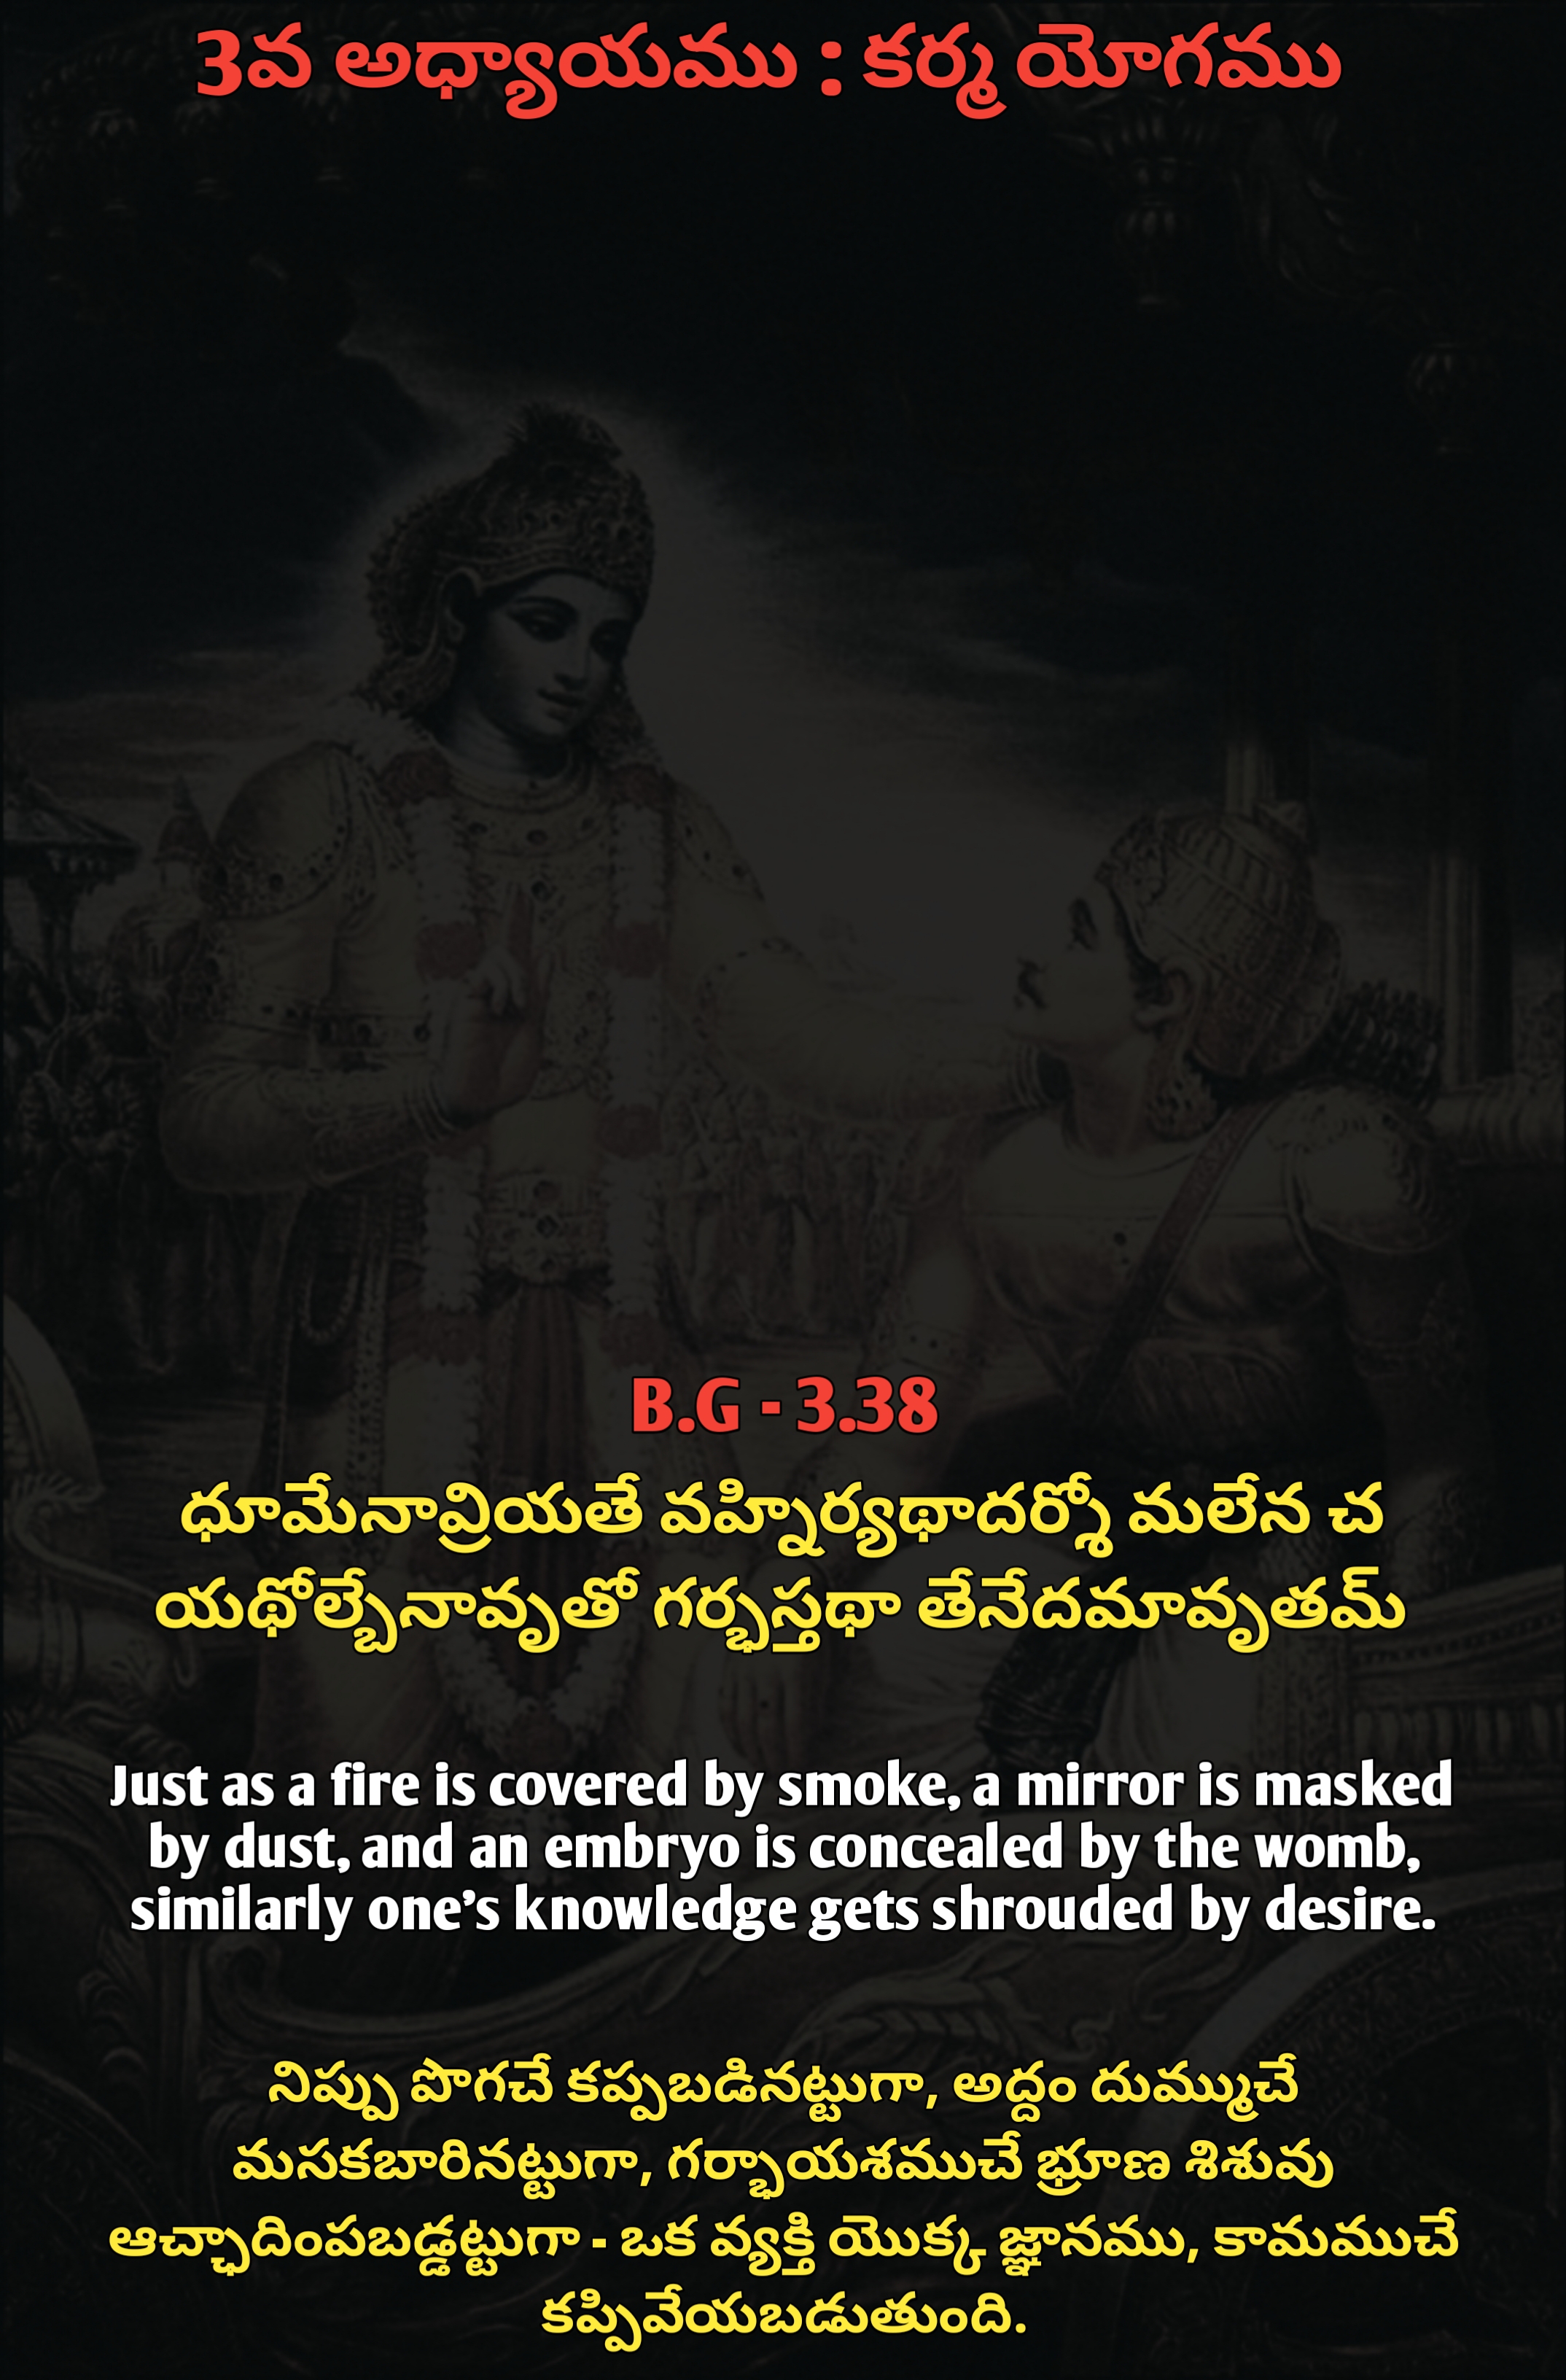 3వ అధ్యాయము : కర్మ యోగము
B.G - 3.38
ధూమేనావ్రియతే వహ్నిర్యథాదర్శో మలేన చ
యథోల్బేనావృతో గర్భస్తథా తేనేదమావృతమ్
Just as a fire is covered by smoke, a mirror is masked
by dust, and an embryo is concealed by the womb,
similarly one's knowledge gets shrouded by desire.
నిప్పు పొగచే కప్పబడినట్టుగా, అద్దం దుమ్ముచే
మసకబారినట్టుగా, గర్భాయశముచే భ్రూణ శిశువు
ఆచ్ఛాదింపబడ్డట్టుగా - ఒక వ్యక్తి యొక్క జ్ఞానము, కామముచే
కప్పివేయబడుతుంది.